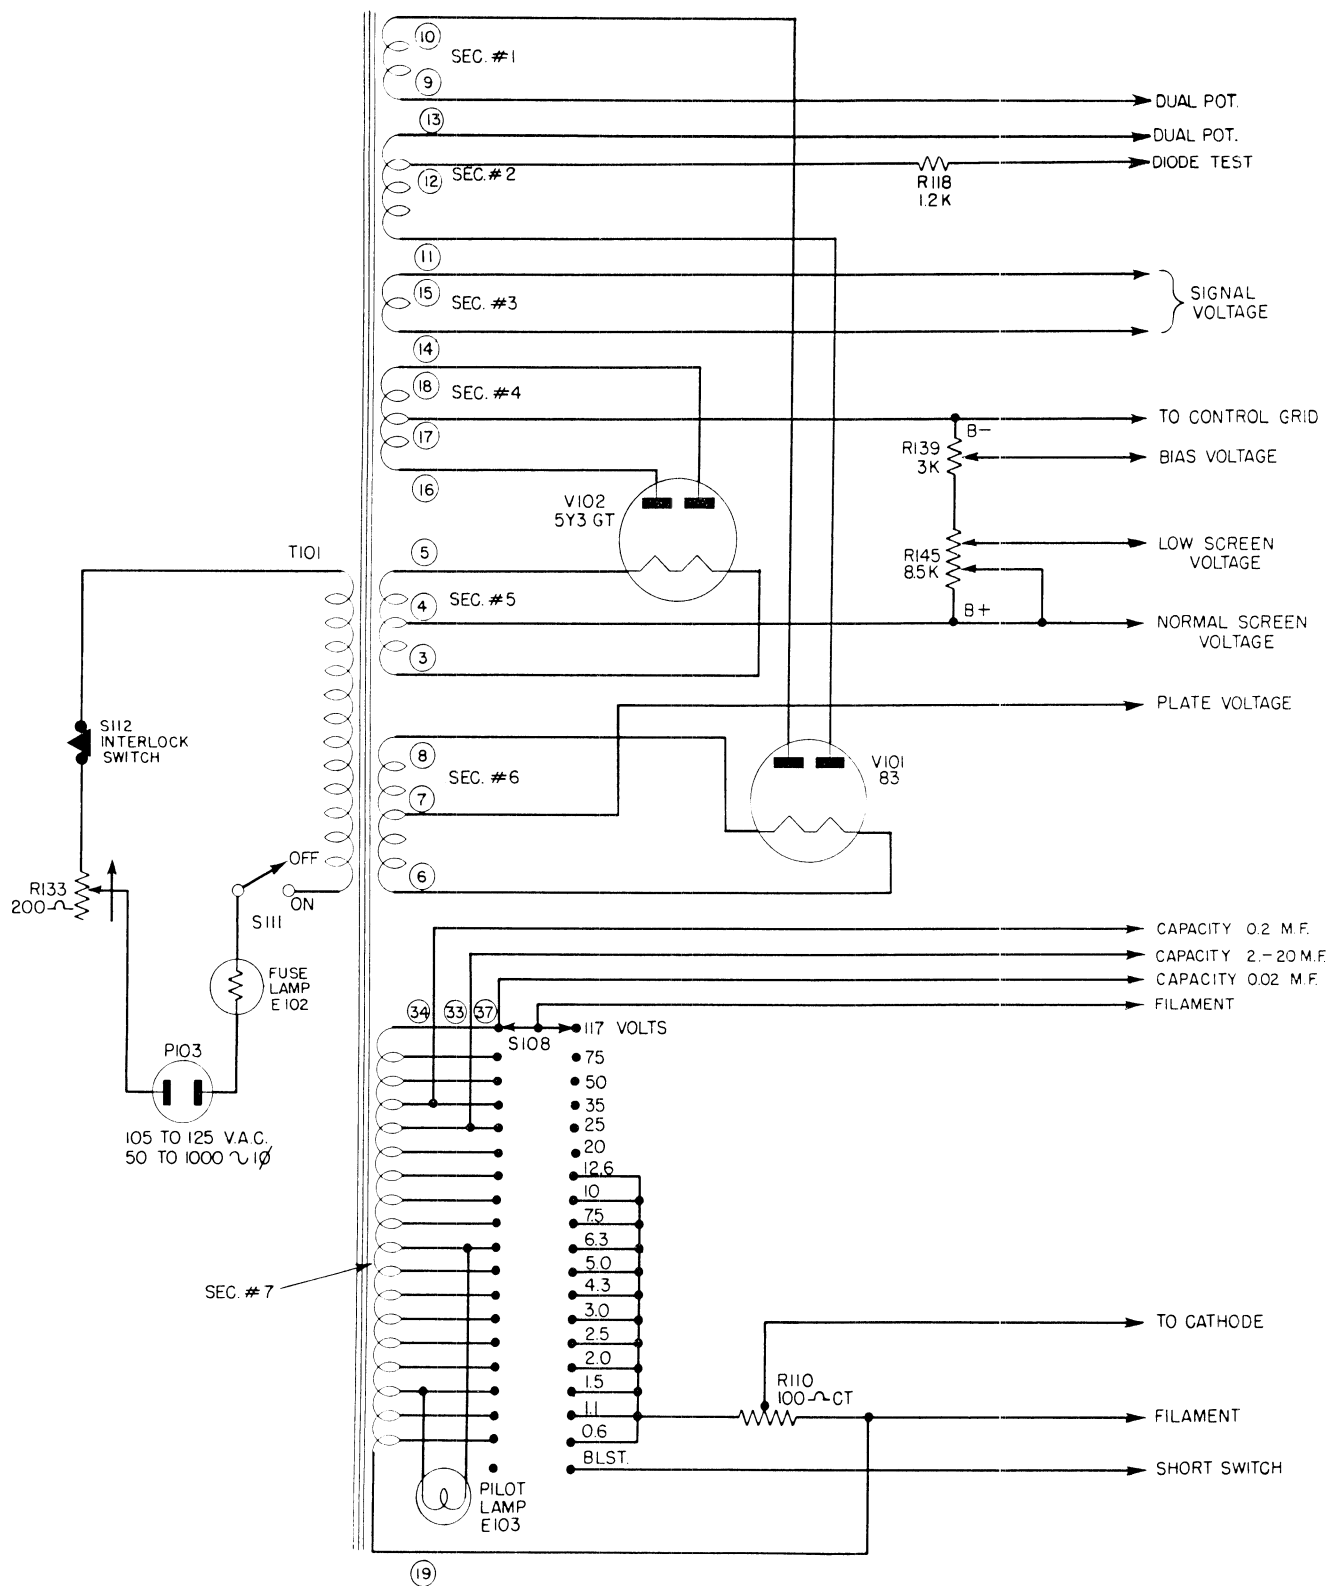 10
SEC. #1
9
DUAL POT.
13
DUAL POT.
12
SEC. #2
DIODE TEST
R118
1.2K
11
15
SEC. #3
SIGNAL
VOLTAGE
14
18
SEC. #4
TO CONTROL GRID
B-
17
R139
3K
BIAS VOLTAGE
16
V102
5Y3 GT
T101
5
R145
8.5K
LOW SCREEN
VOLTAGE
4
SEC. #5
B+
NORMAL SCREEN
VOLTAGE
3
PLATE VOLTAGE
S112
INTERLOCK
SWITCH
8
SEC. #6
V101
83
7
OFF
6
R133
200Ω
S111
ON
CAPACITY 0.2 M.F.
CAPACITY 2.-20 M.F.
CAPACITY 0.02 M.F.
FILAMENT
FUSE
LAMP
E102
34
33
37
S108
117 VOLTS
P103
75
50
35
25
20
105 TO 125 V.A.C.
50 TO 1000 ~ 1Ø
12.6
10
7.5
6.3
5.0
SEC. #7
4.3
3.0
TO CATHODE
2.5
2.0
1.5
R110
100Ω CT
1.1
FILAMENT
0.6
BLST.
SHORT SWITCH
PILOT
LAMP
E103
19